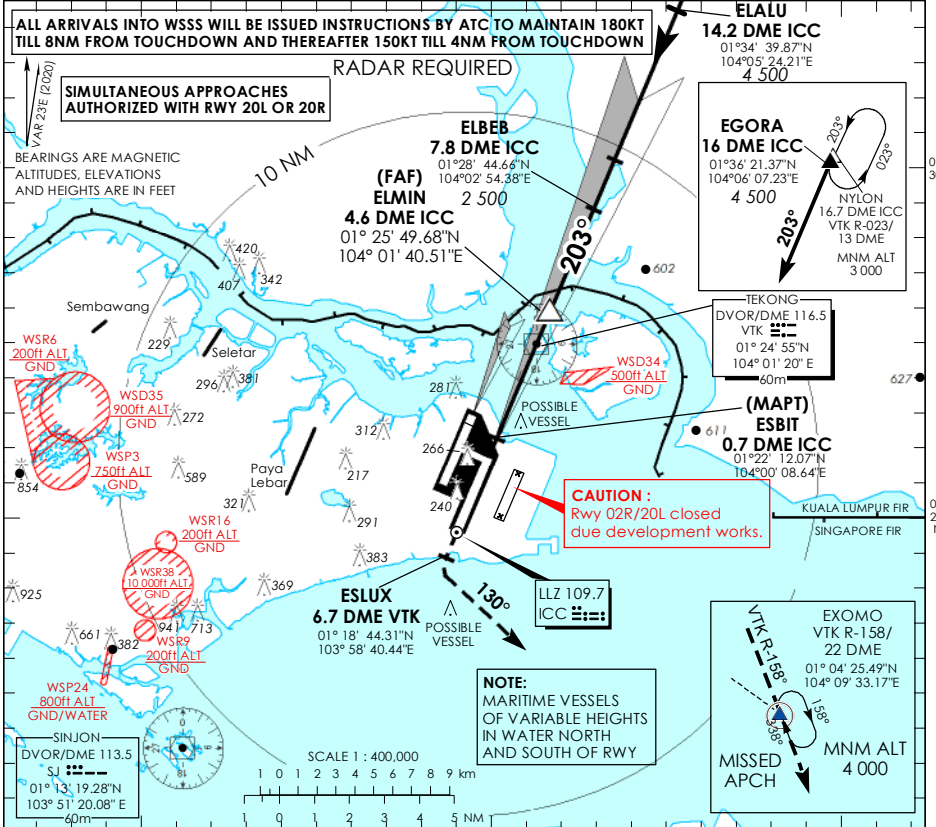 ALL ARRIVALS INTO WSSS WILL BE ISSUED INSTRUCTIONS BY ATC TO MAINTAIN 180KT
TILL 8NM FROM TOUCHDOWN AND THEREAFTER 150KT TILL 4NM FROM TOUCHDOWN
RADAR REQUIRED
SIMULTANEOUS APPROACHES
AUTHORIZED WITH RWY 20L OR 20R
VAR 23'E (2020)
BEARINGS ARE MAGNETIC
ALTITUDES, ELEVATIONS
AND HEIGHTS ARE IN FEET
10 NM
ELALU
14.2 DME ICC
01°34' 39.87"N
104°05' 24.21"E
4 500
ELBEB
7.8 DME ICC
01°28' 44.66"N
104°02' 54.38"E
2 500
(FAF)
ELMIN
4.6 DME ICC
01° 25' 49.68"N
104° 01' 40.51"E
203°
EGORA
16 DME ICC
01°36' 21.37"N
104°06' 07.23"E
4 500
203°
023°
203°
NYLON
16.7 DME ICC
VTK R-023/
13 DME
MNM ALT
3 000
TEKONG
DVOR/DME 116.5
VTK
01° 24' 55"N
104° 01' 20" E
60m
602
627
611
(MAPT)
ESBIT
0.7 DME ICC
01°22' 12.07"N
104°00' 08.64"E
WSD34
500ft ALT
GND
POSSIBLE
VESSEL
420
407
342
Sembawang
229
Seletar
296
381
281
272
312
266
240
217
589
Paya
Lebar
321
291
383
369
854
925
661
382
941
713
WSR6
200ft ALT
GND
WSD35
900ft ALT
GND
WSP3
750ft ALT
GND
WSR16
200ft ALT
GND
WSR38
10 000ft ALT
GND
WSR9
200ft ALT
GND
WSP24
800ft ALT
GND/WATER
CAUTION :
Rwy 02R/20L closed
due development works.
KUALA LUMPUR FIR
SINGAPORE FIR
ESLUX
6.7 DME VTK
01° 18' 44.31"N
103° 58' 40.44"E
130°
POSSIBLE
VESSEL
LLZ 109.7
ICC
NOTE:
MARITIME VESSELS
OF VARIABLE HEIGHTS
IN WATER NORTH
AND SOUTH OF RWY
EXOMO
VTK R-158/
22 DME
01° 04' 25.49"N
104° 09' 33.17"E
VTK R-158°
158°
338°
MISSED
APCH
MNM ALT
4 000
SINJON
DVOR/DME 113.5
SJ
01° 13' 19.28"N
103° 51' 20.08" E
60m
SCALE 1 : 400,000
1 0 1 2 3 4 5 6 7 8 9 km
1 0 1 2 3 4 5 NM